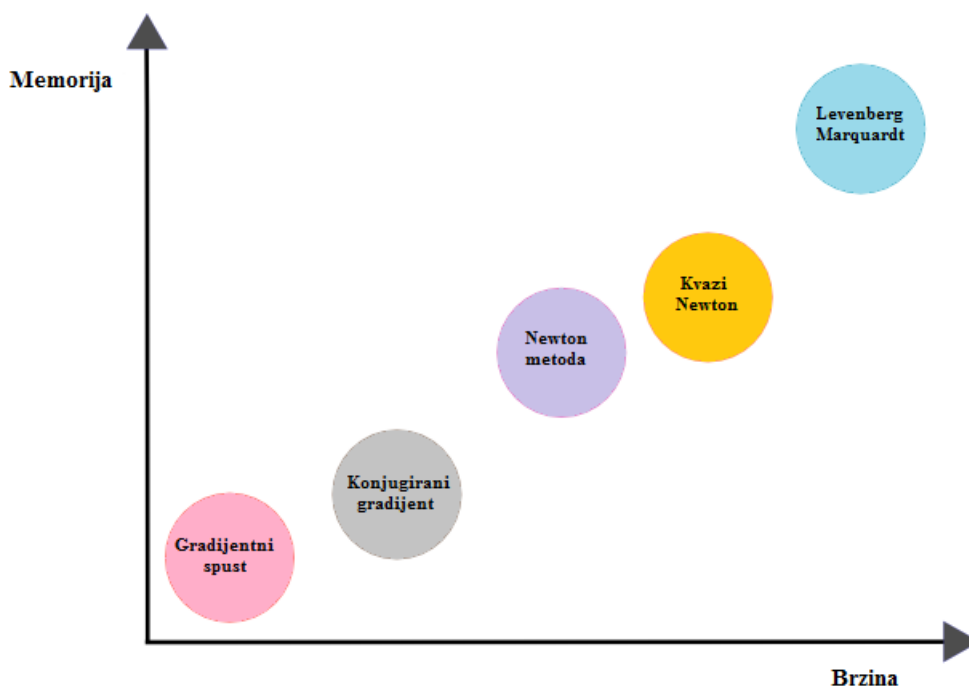 Memorija
Levenberg
Marquardt
Kvazi
Newton
Newton
metoda
Konjugirani
gradijent
Gradijentni
spust
Brzina